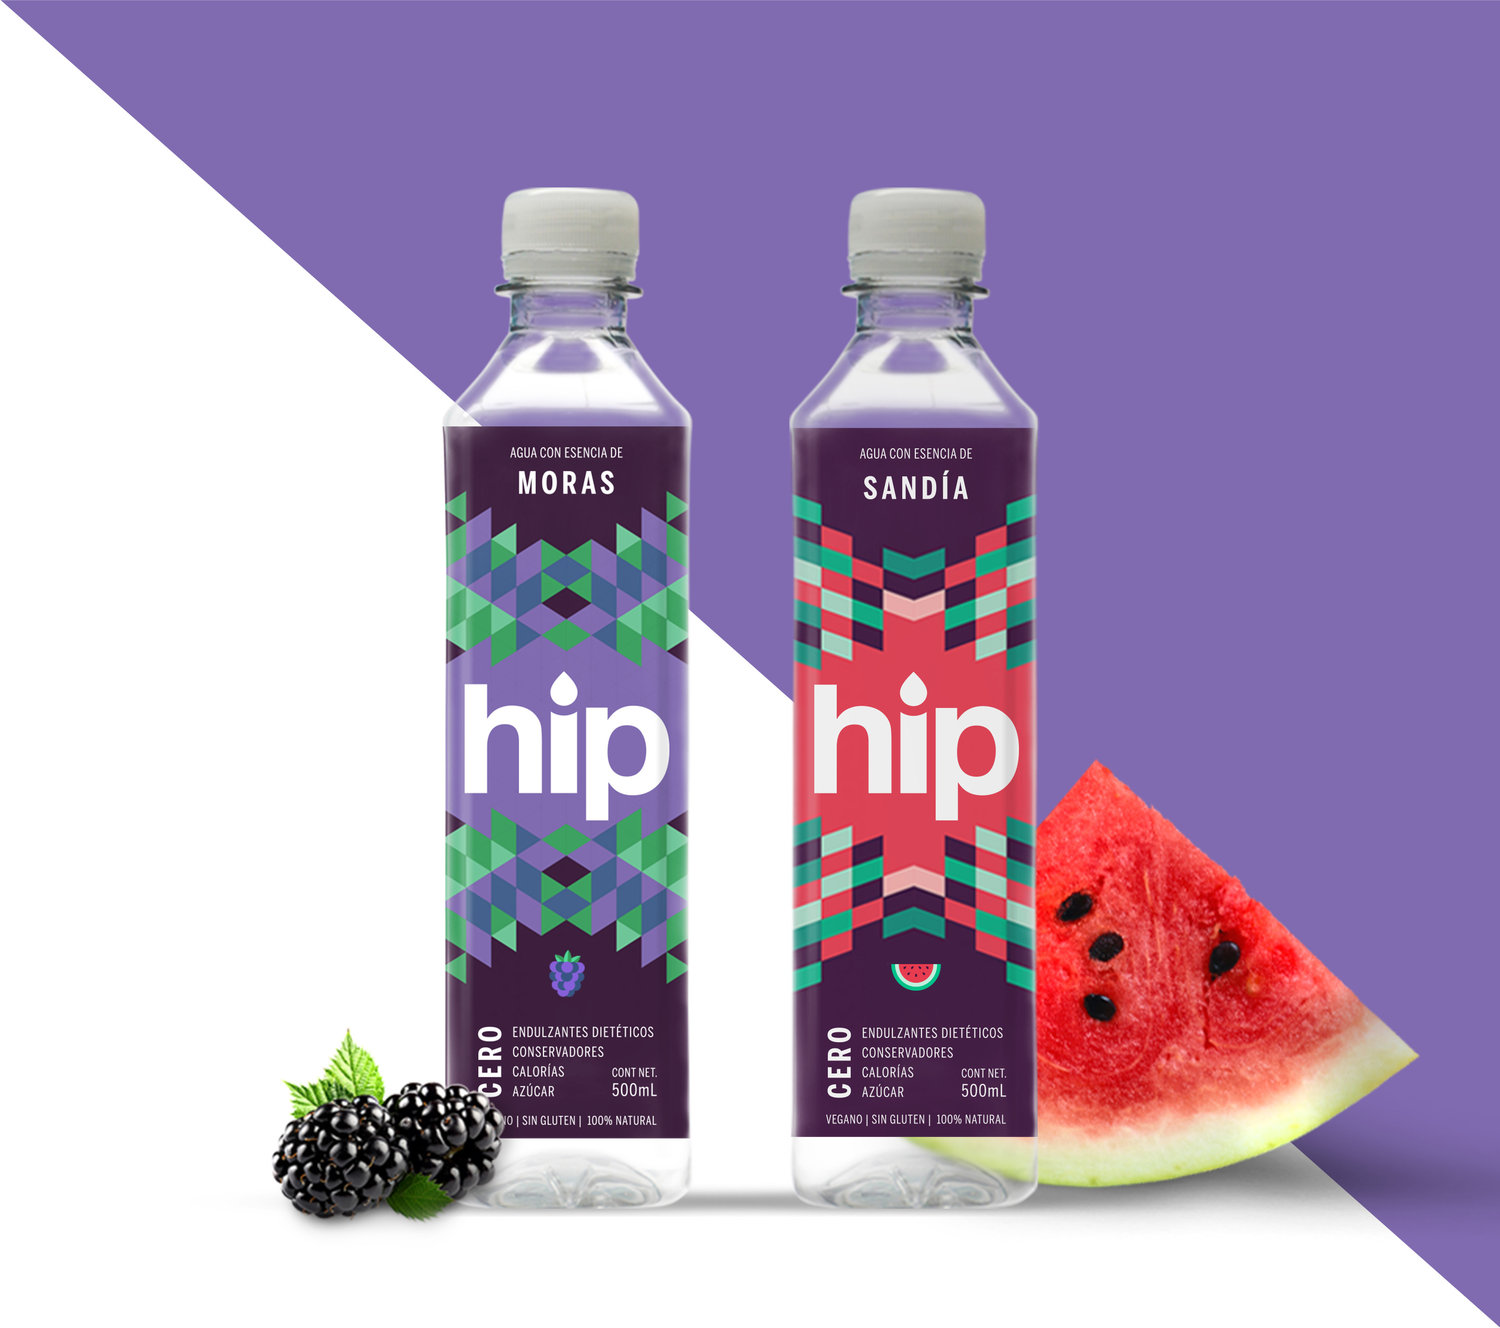 AGUA CON ESENCIA DE
MORAS
hip
CERO
ENDULZANTES DIETÉTICOS
CONSERVADORES
CALORÍAS
AZÚCAR
CONT NET.
500mL
| SIN GLUTEN | 100% NATURAL
AGUA CON ESENCIA DE
SANDÍA
hip
CERO
ENDULZANTES DIETÉTICOS
CONSERVADORES
CALORÍAS
AZÚCAR
CONT NET.
500mL
VEGANO | SIN GLUTEN | 100% NATURAL